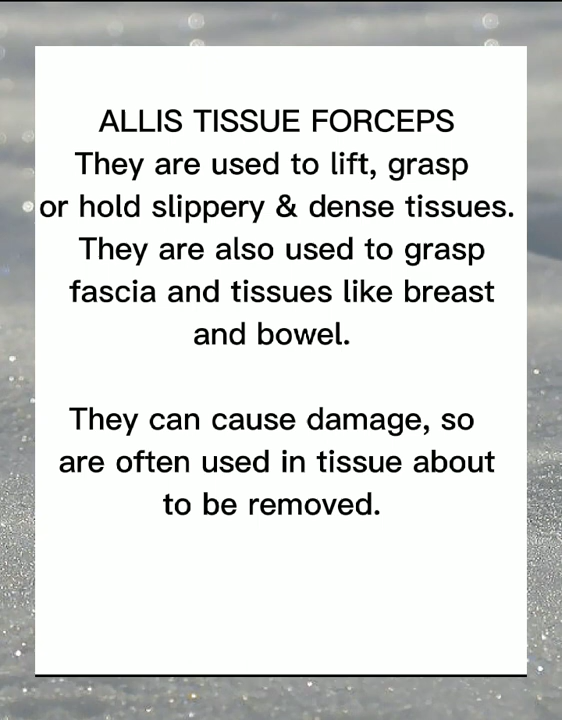 ALLIS TISSUE FORCEPS
They are used to lift, grasp
or hold slippery & dense tissues.
They are also used to grasp
fascia and tissues like breast
and bowel.
They can cause damage, so
are often used in tissue about
to be removed.